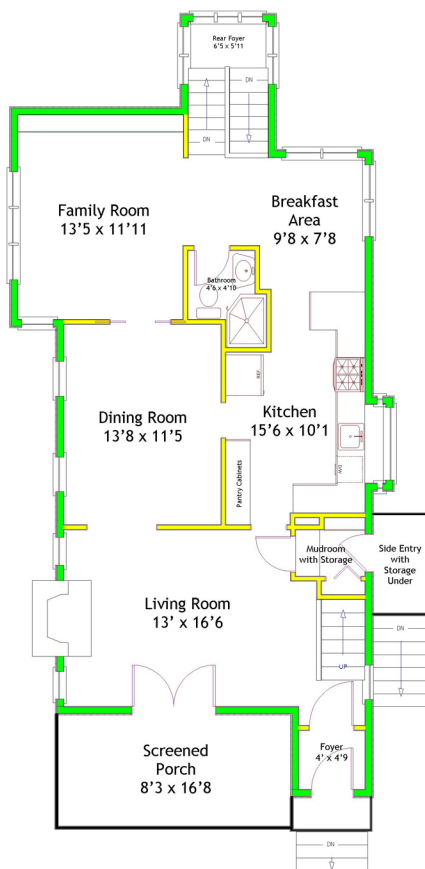 Rear Foyer
6'5 x 5'11
DN
DN
Family Room
13'5 x 11'11
Breakfast
Area
9'8 x 7'8
Bathroom
4'6 x 4'10
REF
Dining Room
13'8 x 11'5
Kitchen
15'6 x 10'1
DW
Pantry Cabinets
Mudroom
with Storage
Side Entry
with
Storage
Under
Living Room
13' x 16'6
DN
UP
Screened
Porch
8'3 x 16'8
Foyer
4' x 4'9
DN